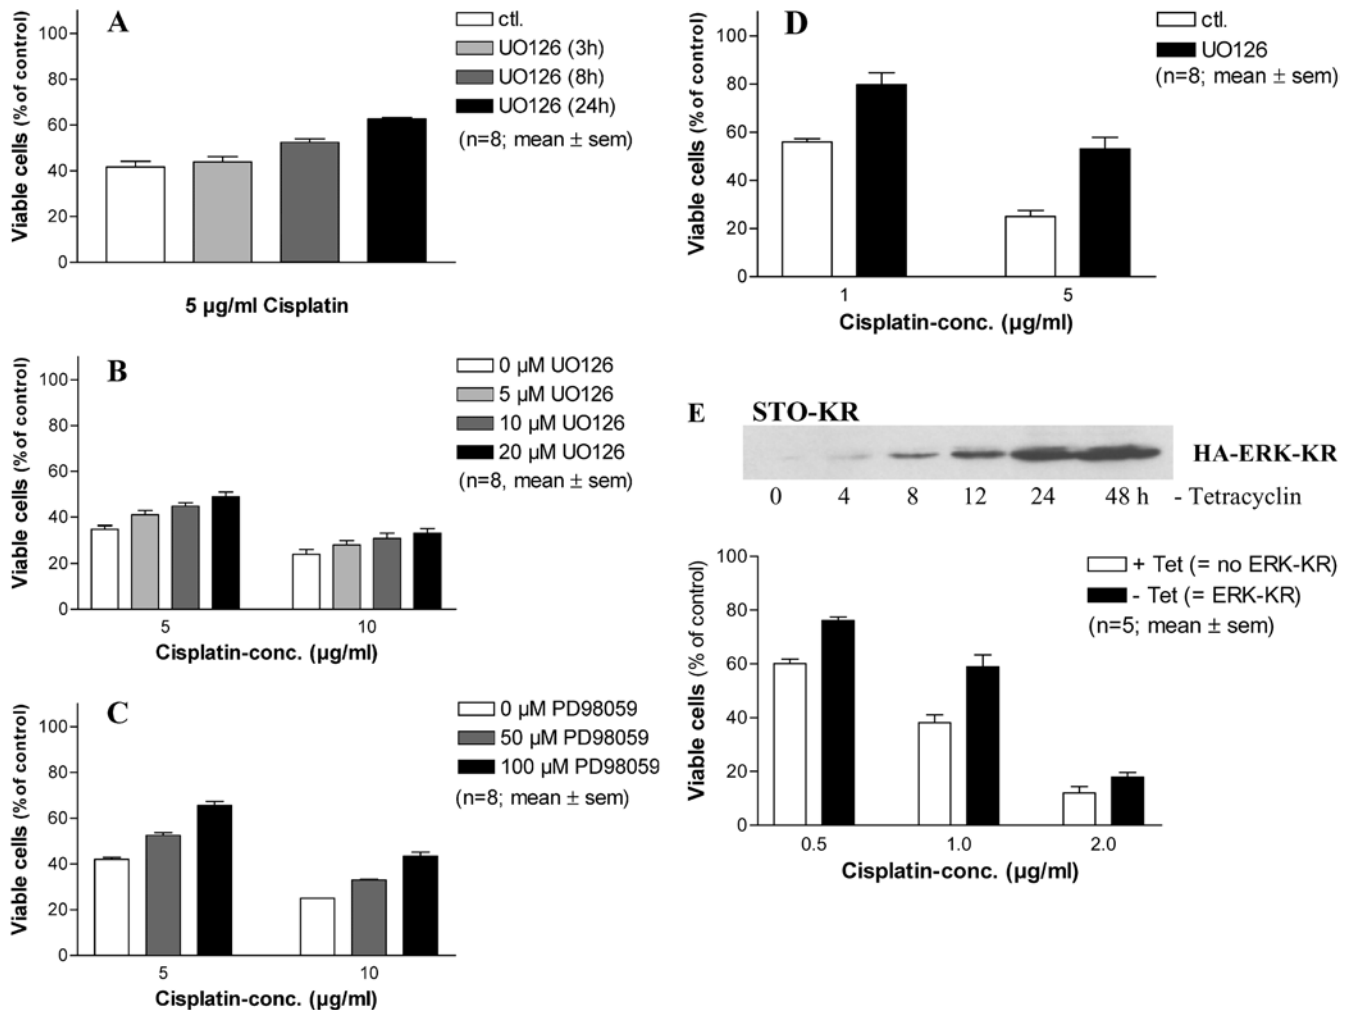 A
Viable cells (% of control)
100
80
60
40
20
0
5 µg/ml Cisplatin
ctl.
UO126 (3h)
UO126 (8h)
UO126 (24h)
(n=8; mean ± sem)
B
Viable cells (% of control)
100
80
60
40
20
0
5 10
Cisplatin-conc. (µg/ml)
0 µM UO126
5 µM UO126
10 µM UO126
20 µM UO126
(n=8, mean ± sem)
C
Viable cells (% of control)
100
80
60
40
20
0
5 10
Cisplatin-conc. (µg/ml)
0 µM PD98059
50 µM PD98059
100 µM PD98059
(n=8; mean ± sem)
D
Viable cells (% of control)
100
80
60
40
20
0
1 5
Cisplatin-conc. (µg/ml)
ctl.
UO126
(n=8; mean ± sem)
E STO-KR
HA-ERK-KR
0 4 8 12 24 48 h - Tetracyclin
Viable cells (% of control)
100
80
60
40
20
0
0.5 1.0 2.0
Cisplatin-conc. (µg/ml)
+ Tet (= no ERK-KR)
- Tet (= ERK-KR)
(n=5; mean ± sem)